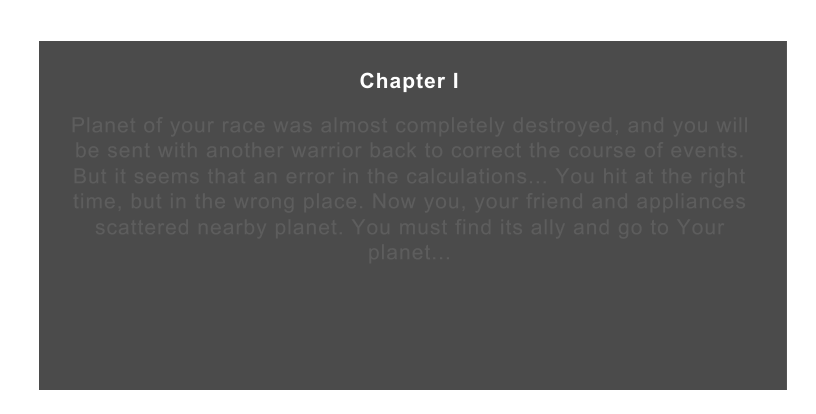 Chapter I
Planet of your race was almost completely destroyed, and you will
be sent with another warrior back to correct the course of events.
But it seems that an error in the calculations... You hit at the right
time, but in the wrong place. Now you, your friend and appliances
scattered nearby planet. You must find its ally and go to Your
planet...